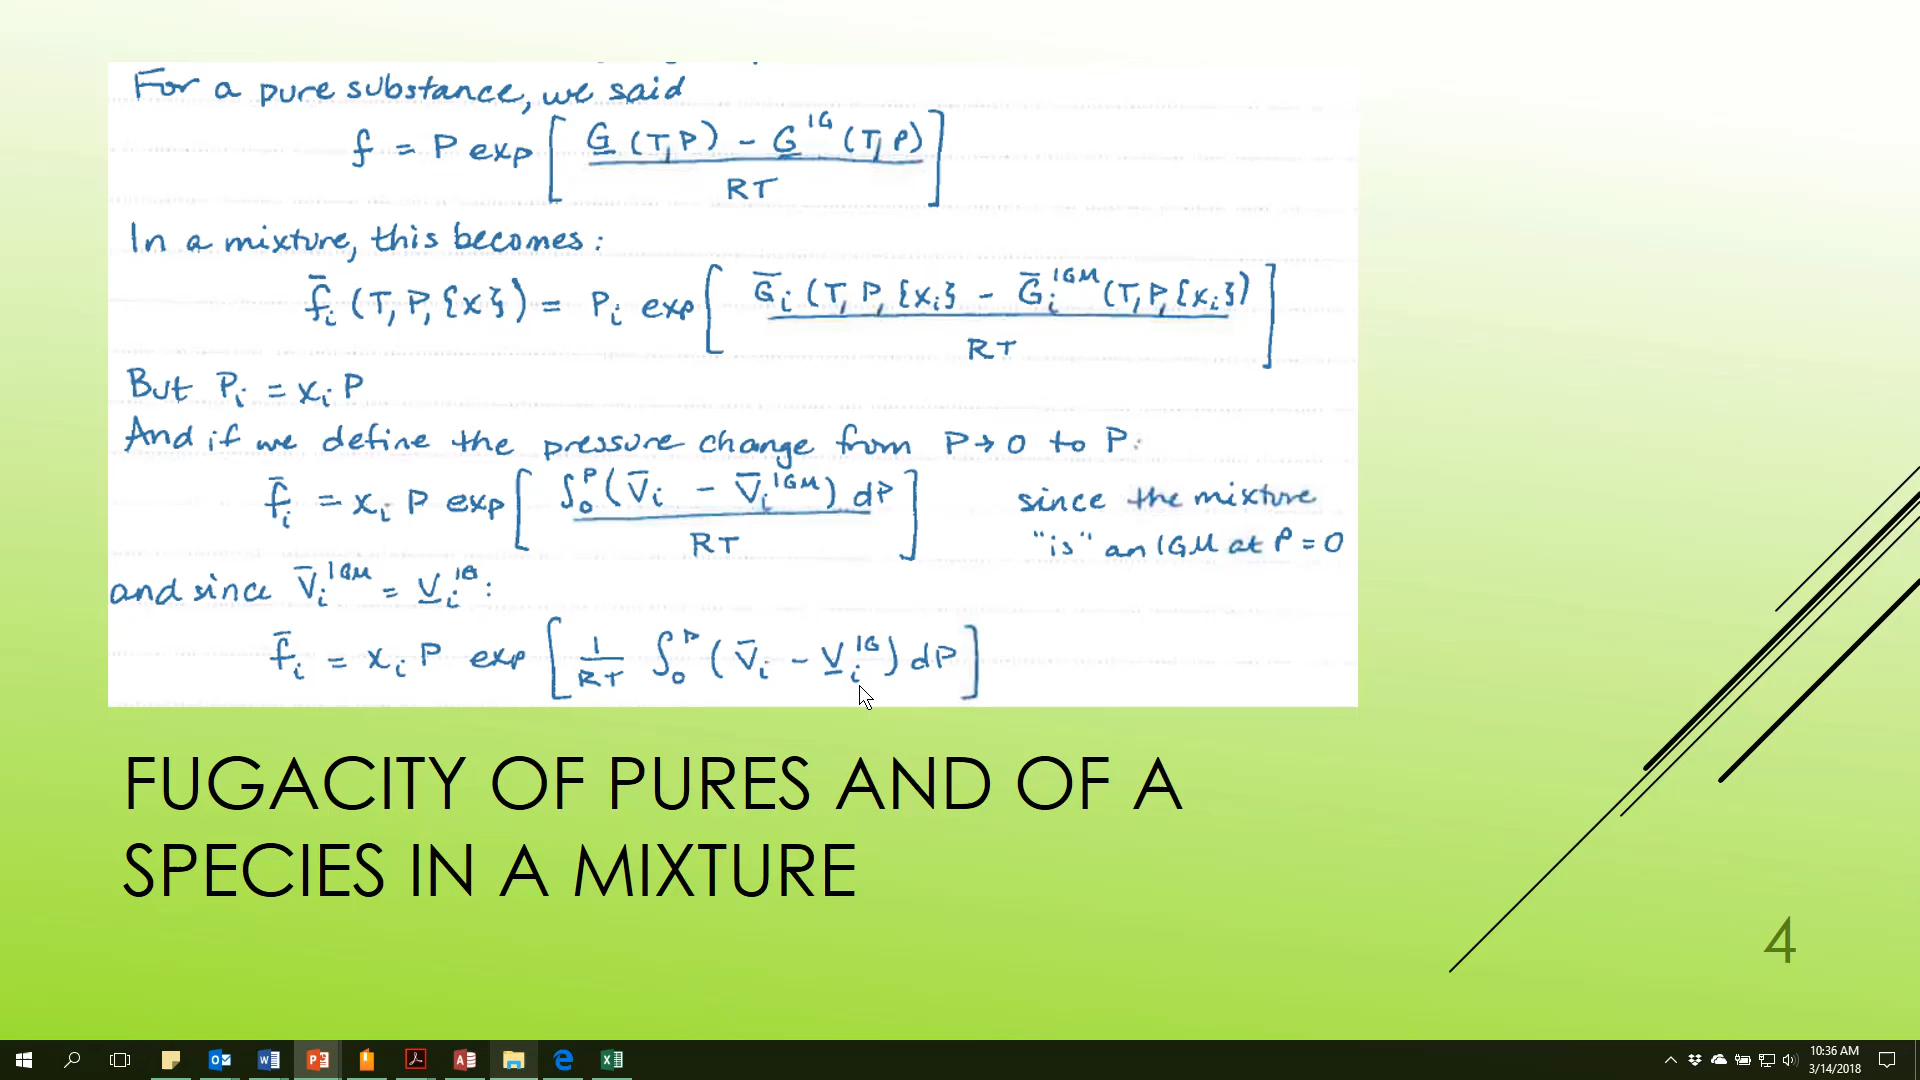 For a pure substance, we said
f = P exp [ G̲ (T,P) - G̲^IG (T,P) / RT ]
In a mixture, this becomes:
f̄i (T,P,{x}) = Pi exp [ Ḡi (T,P,{xi} - Ḡi^IGM (T,P,{xi}) / RT ]
But Pi = xi P
And if we define the pressure change from P→0 to P:
f̄i = xi P exp [ ∫0^P (V̄i - V̄i^IGM) dP / RT ] since the mixture
"is" an IGM at P = 0
and since V̄i^IGM = V̲i^IG :
f̄i = xi P exp [ 1/RT ∫0^P (V̄i - V̲i^IG) dP ]
FUGACITY OF PURES AND OF A
SPECIES IN A MIXTURE
4
10:36 AM
3/14/2018